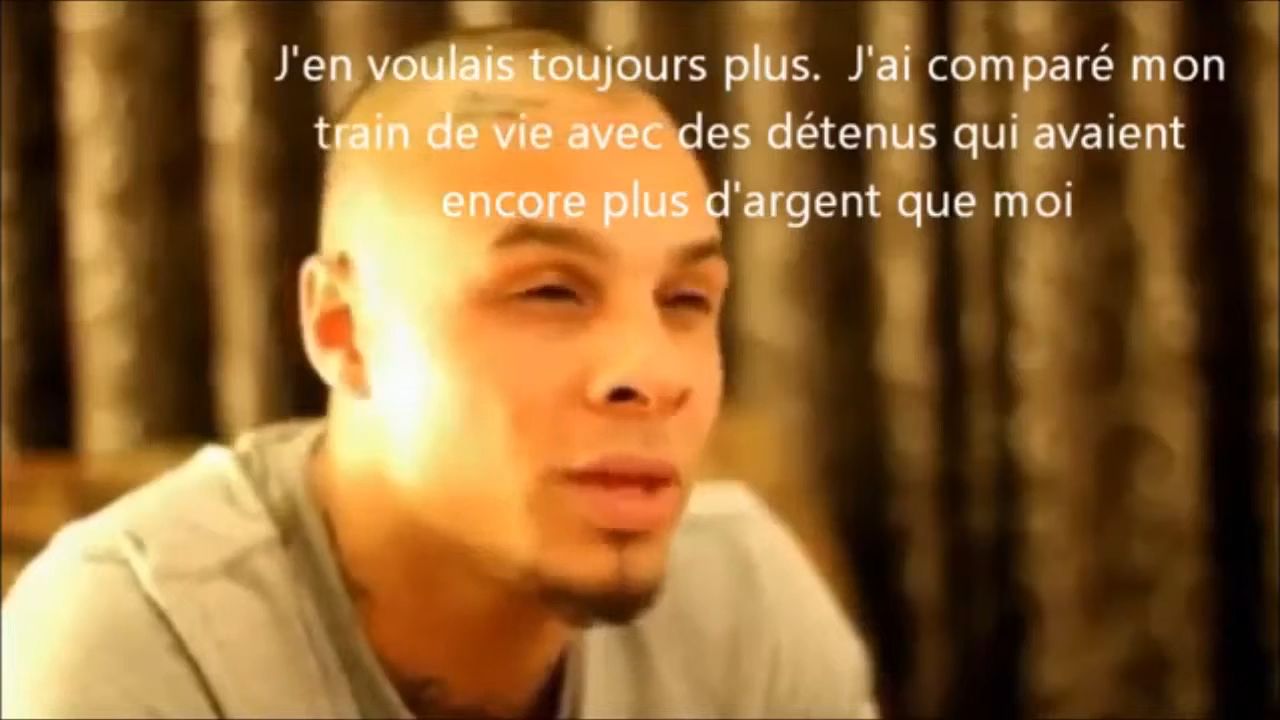 J'en voulais toujours plus. J'ai comparé mon
train de vie avec des détenus qui avaient
encore plus d'argent que moi